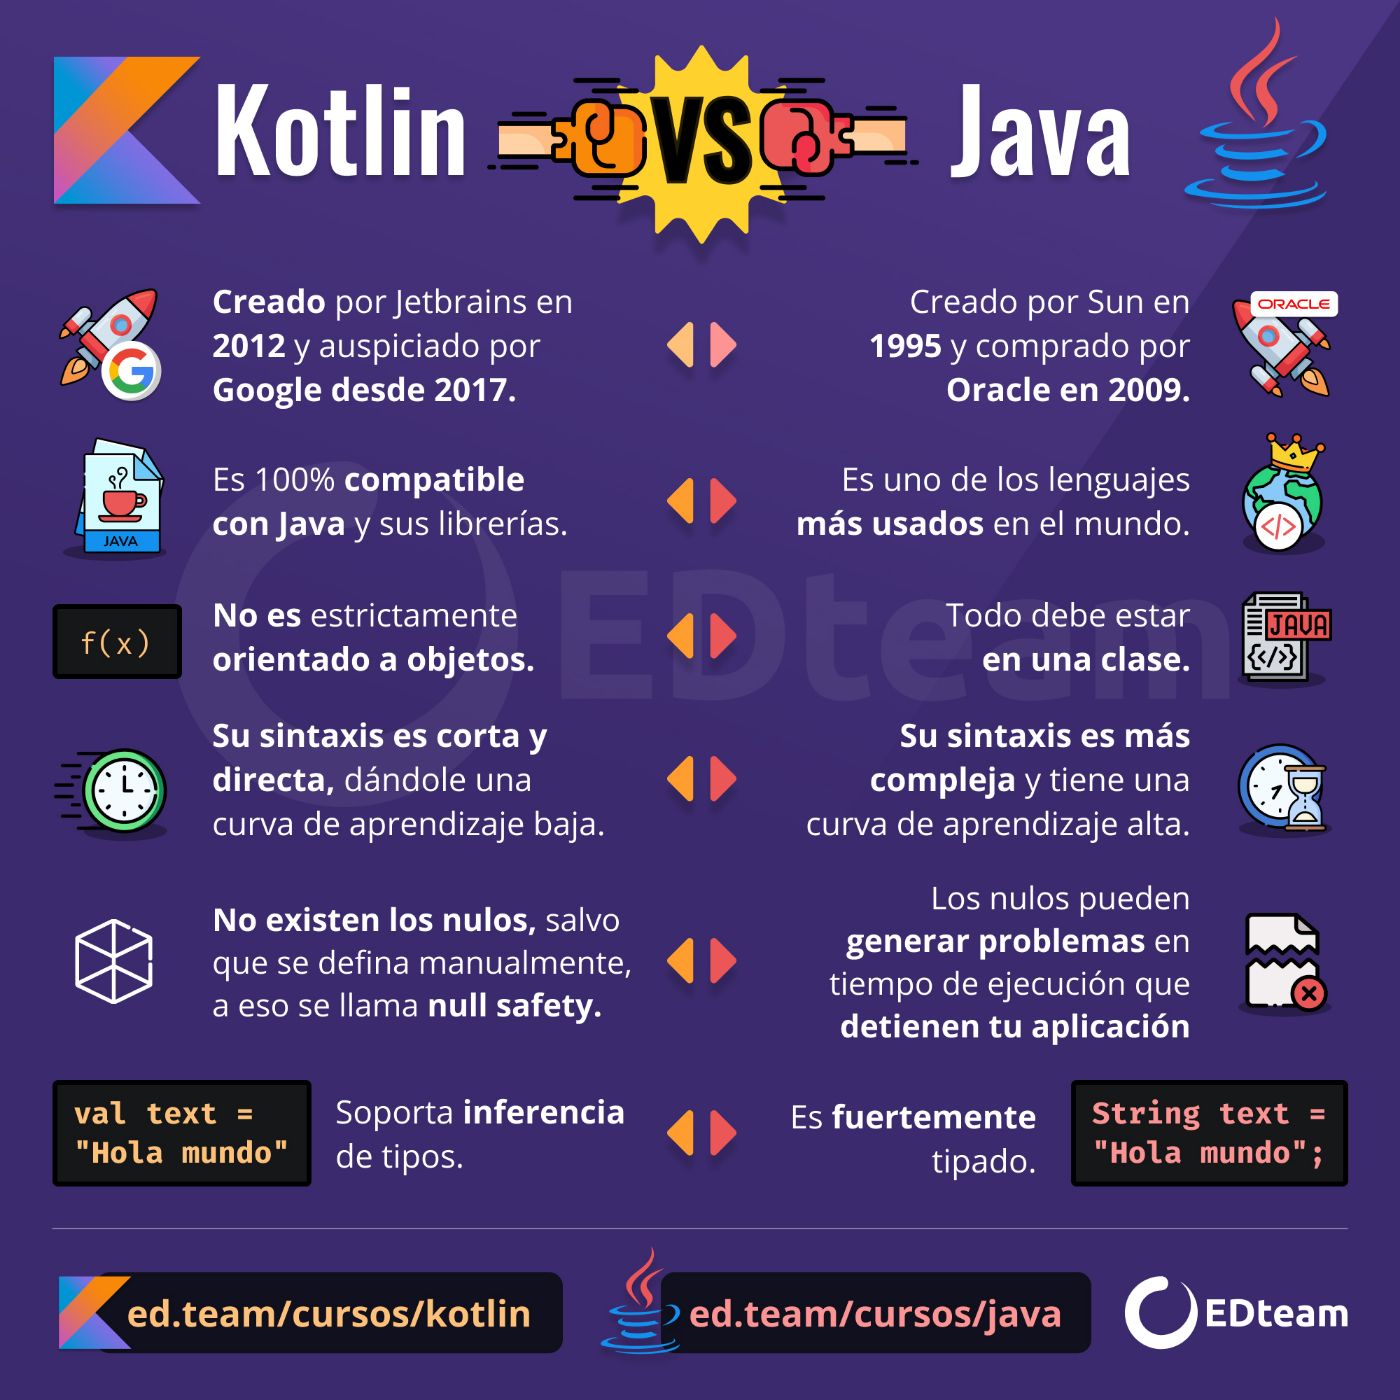 Kotlin VS Java
Creado por Jetbrains en
2012 y auspiciado por
Google desde 2017.
G
Creado por Sun en
1995 y comprado por
Oracle en 2009.
ORACLE
JAVA
Es 100% compatible
con Java y sus librerías.
Es uno de los lenguajes
más usados en el mundo.
</>
f(x)
No es estrictamente
orientado a objetos.
Todo debe estar
en una clase.
JAVA
{</>}
EDteam
Su sintaxis es corta y
directa, dándole una
curva de aprendizaje baja.
Su sintaxis es más
compleja y tiene una
curva de aprendizaje alta.
No existen los nulos, salvo
que se defina manualmente,
a eso se llama null safety.
Los nulos pueden
generar problemas en
tiempo de ejecución que
detienen tu aplicación
val text =
"Hola mundo"
Soporta inferencia
de tipos.
Es fuertemente
tipado.
String text =
"Hola mundo";
ed.team/cursos/kotlin
ed.team/cursos/java
EDteam